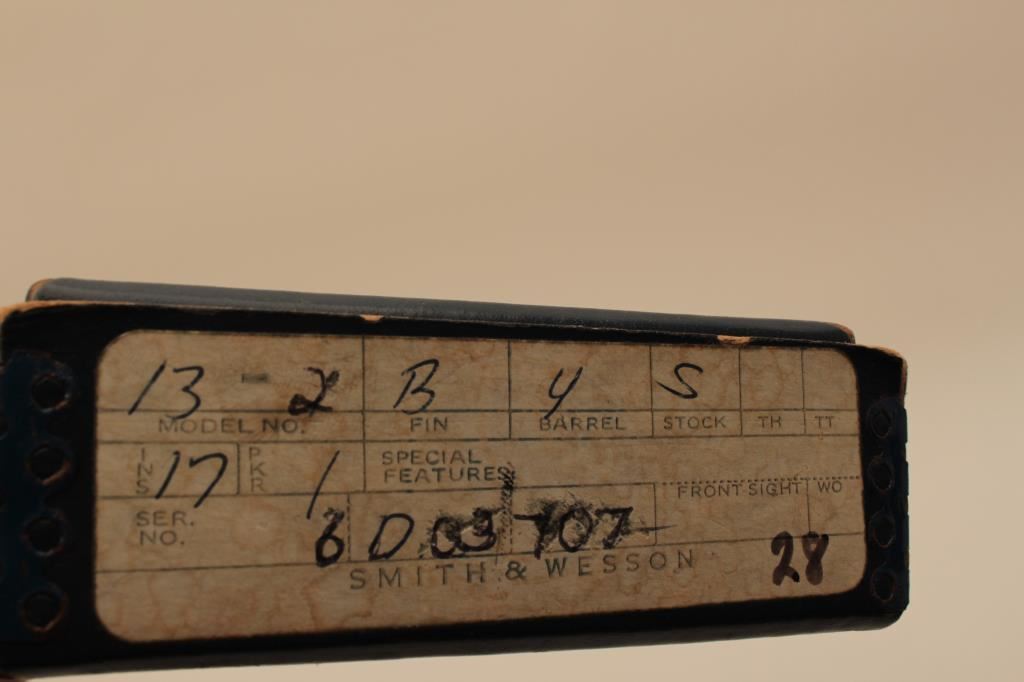 13-2 B 4 S
MODEL NO. FIN BARREL STOCK TH TT
INS 17 PKR 1 SPECIAL FEATURES
FRONT SIGHT WO
SER. NO. 6D03707
28
SMITH & WESSON